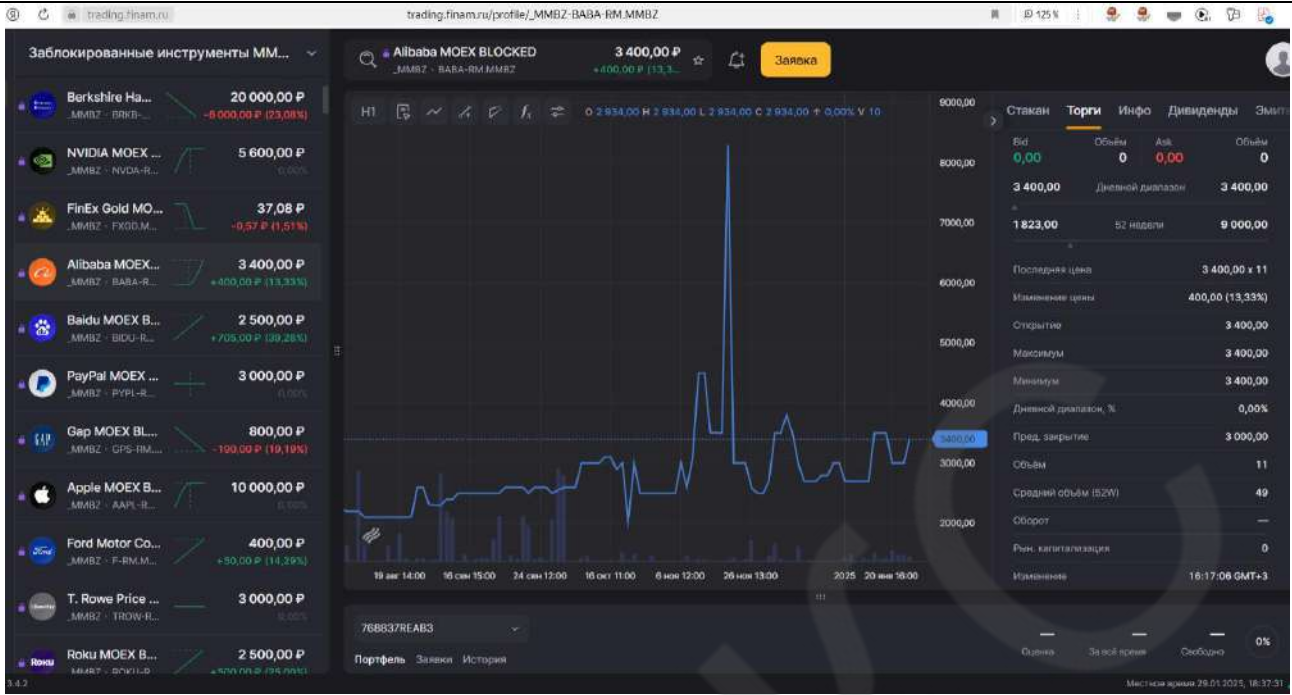 trading.finam.ru
trading.finam.ru/profile/_MMBZ-BABA-RM.MMBZ
125 %
Заблокированные инструменты ММ...
Alibaba MOEX BLOCKED
3 400,00 ₽
_MMBZ · BABA-RM.MMBZ
+400,00 ₽ (13,3...
Заявка
Berkshire Ha...
20 000,00 ₽
_MMBZ · BRKB-...
-6 000,00 ₽ (23,08%)
NVIDIA MOEX ...
5 600,00 ₽
_MMBZ · NVDA-R...
0,00%
FinEx Gold MO...
37,08 ₽
_MMBZ · FXGD.M...
-0,57 ₽ (1,51%)
Alibaba MOEX...
3 400,00 ₽
_MMBZ · BABA-R...
+400,00 ₽ (13,33%)
Baidu MOEX B...
2 500,00 ₽
_MMBZ · BIDU-R...
+705,00 ₽ (39,28%)
PayPal MOEX ...
3 000,00 ₽
_MMBZ · PYPL-R...
0,00%
GAP
Gap MOEX BL...
800,00 ₽
_MMBZ · GPS-RM....
-190,00 ₽ (19,19%)
Apple MOEX B...
10 000,00 ₽
_MMBZ · AAPL-R...
0,00%
Ford
Ford Motor Co...
400,00 ₽
_MMBZ · F-RM.M...
+50,00 ₽ (14,29%)
T. Rowe Price ...
3 000,00 ₽
_MMBZ · TROW-R...
0,00%
Roku
Roku MOEX B...
2 500,00 ₽
_MMBZ · ROKU-R...
+500,00 ₽ (25,00%)
3.4.2
H1
O 2 934,00 H 2 934,00 L 2 934,00 C 2 934,00 + 0,00% V 10
9000,00
8000,00
7000,00
6000,00
5000,00
4000,00
3400,00
3000,00
2000,00
19 авг 14:00
16 сен 15:00
24 сен 12:00
16 окт 11:00
6 ноя 12:00
26 ноя 13:00
2025
20 янв 16:00
768837REAB3
Портфель
Заявки
История
Стакан
Торги
Инфо
Дивиденды
Эмит
Bid
Объём
Ask
Объём
0,00
0
0,00
0
3 400,00
Дневной диапазон
3 400,00
1 823,00
52 недели
9 000,00
Последняя цена
3 400,00 x 11
Изменение цены
400,00 (13,33%)
Открытие
3 400,00
Максимум
3 400,00
Минимум
3 400,00
Дневной диапазон, %
0,00%
Пред. закрытие
3 000,00
Объём
11
Средний объём (52W)
49
Оборот
—
Рын. капитализация
0
Изменение
16:17:06 GMT+3
—
—
—
Оценка
За всё время
Свободно
0%
Местное время 29.01.2025, 18:37:31